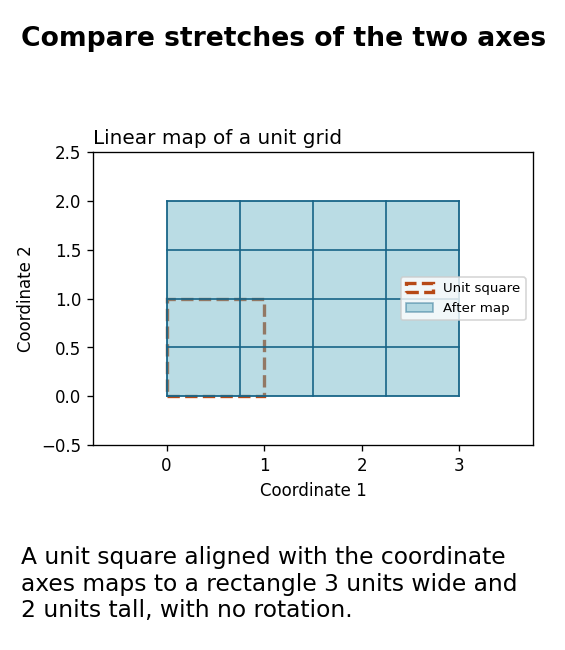 Compare stretches of the two axes
Linear map of a unit grid
2.5
2.0
1.5
1.0
0.5
0.0
−0.5
Coordinate 2
Unit square
After map
0
1
2
3
Coordinate 1
A unit square aligned with the coordinate
axes maps to a rectangle 3 units wide and
2 units tall, with no rotation.